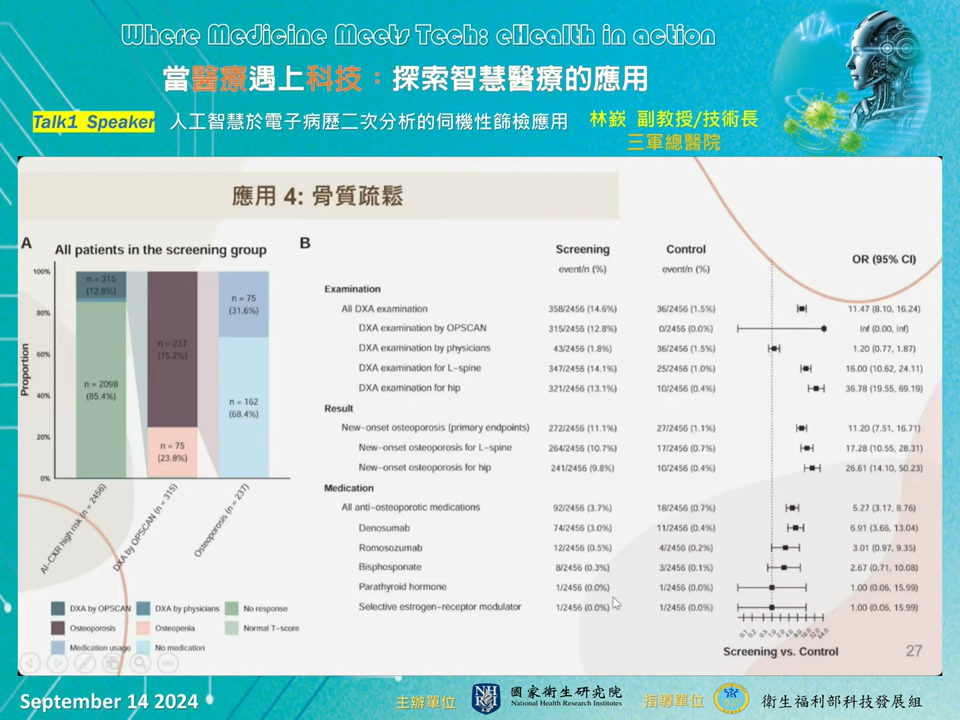 Where Medicine Meets Tech: eHealth in action
當醫療遇上科技：探索智慧醫療的應用
Talk1 Speaker 人工智慧於電子病歷二次分析的伺機性篩檢應用 林嶔 副教授/技術長
三軍總醫院
應用 4: 骨質疏鬆
A All patients in the screening group
Proportion
100%
80%
60%
40%
20%
0%
n = 315
(12.8%)
n = 2098
(85.4%)
n = 237
(75.2%)
n = 75
(23.8%)
n = 75
(31.6%)
n = 162
(68.4%)
AI-CXR high risk (n = 2456)
DXA by OPSCAN (n = 315)
Osteoporosis (n = 237)
DXA by OPSCAN DXA by physicians No response
Osteoporosis Osteopenia Normal T-score
Medication usage No medication
B
Screening Control OR (95% CI)
event/n (%) event/n (%)
Examination
All DXA examination 358/2456 (14.6%) 36/2456 (1.5%) 11.47 (8.10, 16.24)
DXA examination by OPSCAN 315/2456 (12.8%) 0/2456 (0.0%) Inf (0.00, Inf)
DXA examination by physicians 43/2456 (1.8%) 36/2456 (1.5%) 1.20 (0.77, 1.87)
DXA examination for L-spine 347/2456 (14.1%) 25/2456 (1.0%) 16.00 (10.62, 24.11)
DXA examination for hip 321/2456 (13.1%) 10/2456 (0.4%) 36.78 (19.55, 69.19)
Result
New-onset osteoporosis (primary endpoints) 272/2456 (11.1%) 27/2456 (1.1%) 11.20 (7.51, 16.71)
New-onset osteoporosis for L-spine 264/2456 (10.7%) 17/2456 (0.7%) 17.28 (10.55, 28.31)
New-onset osteoporosis for hip 241/2456 (9.8%) 10/2456 (0.4%) 26.61 (14.10, 50.23)
Medication
All anti-osteoporotic medications 92/2456 (3.7%) 18/2456 (0.7%) 5.27 (3.17, 8.76)
Denosumab 74/2456 (3.0%) 11/2456 (0.4%) 6.91 (3.66, 13.04)
Romosozumab 12/2456 (0.5%) 4/2456 (0.2%) 3.01 (0.97, 9.35)
Bisphosponate 8/2456 (0.3%) 3/2456 (0.1%) 2.67 (0.71, 10.08)
Parathyroid hormone 1/2456 (0.0%) 1/2456 (0.0%) 1.00 (0.06, 15.99)
Selective estrogen-receptor modulator 1/2456 (0.0%) 1/2456 (0.0%) 1.00 (0.06, 15.99)
0.1 0.2 0.5 1.0 2.0 4.0 8.0 16.0 32.0 64.0
Screening vs. Control
27
September 14 2024 主辦單位 NHRI 國家衛生研究院 指導單位 衛生福利部科技發展組
National Health Research Institutes